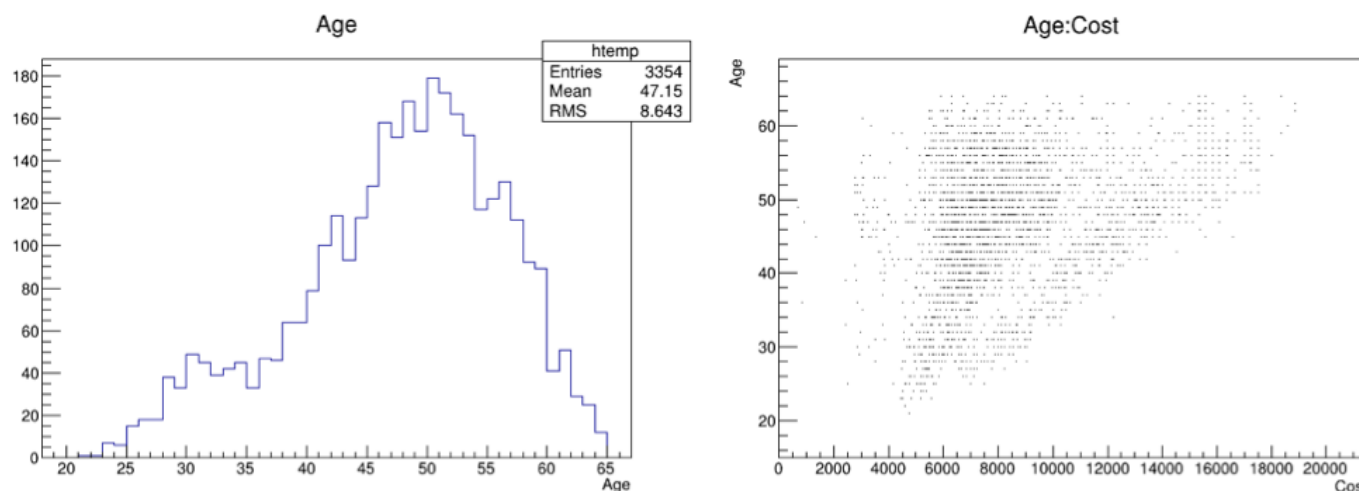 Age
htemp
Entries 3354
Mean 47.15
RMS 8.643
180
160
140
120
100
80
60
40
20
0
20 25 30 35 40 45 50 55 60 65
Age
Age:Cost
Age
60
50
40
30
20
0 2000 4000 6000 8000 10000 12000 14000 16000 18000 20000
Cos